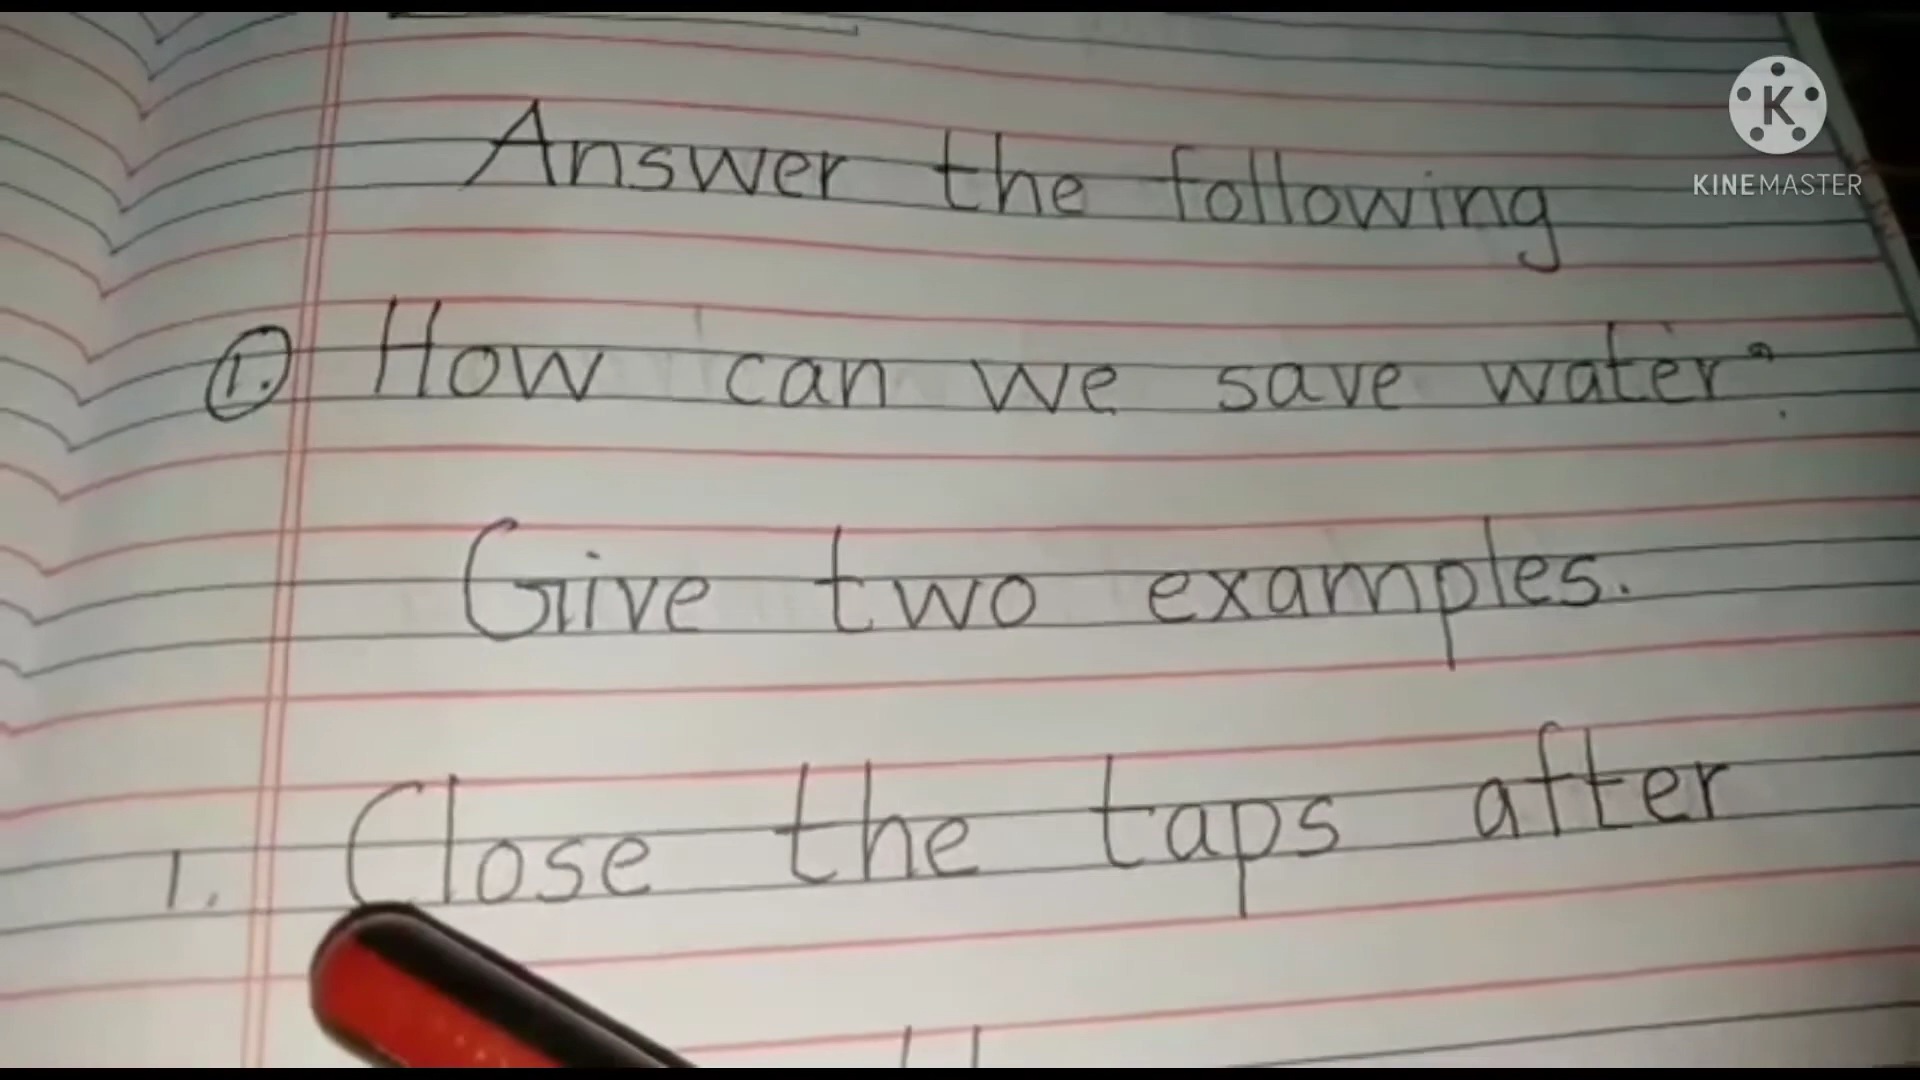 Answer the following
1. How can we save water?
Give two examples.
1. Close the taps after
K
KINEMASTER